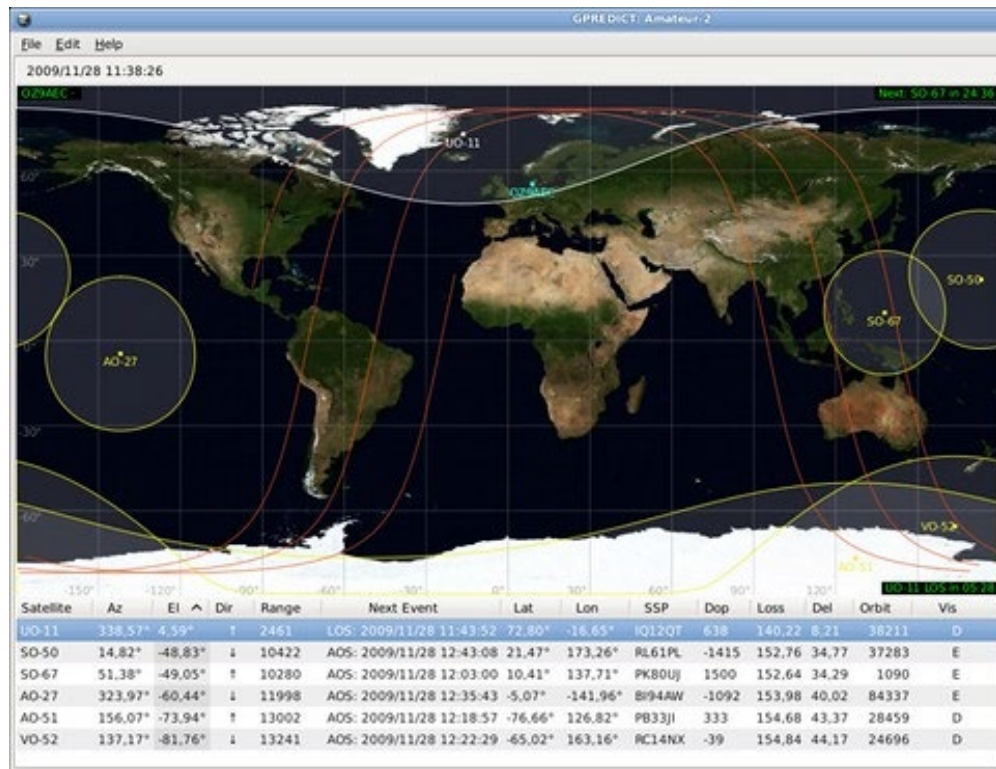 GPREDICT: Amateur-2
File Edit Help
2009/11/28 11:38:26
OZ9AEC - Next: SO-67 in 24:36
UO-11
60°
OZ9AEC
30°
SO-50
SO-67
0°
AO-27
-30°
-60°
VO-52
AO-51
UO-11 LOS in 05:28
-150° -120° -90° -60° -30° 0° 30° 60° 90° 120°
Satellite Az El Dir Range Next Event Lat Lon SSP Dop Loss Del Orbit Vis
UO-11 338,57° 4,59° ↑ 2461 LOS: 2009/11/28 11:43:52 72,80° -16,65° IQ12QT 638 140,22 8,21 38211 D
SO-50 14,82° -48,83° ↓ 10422 AOS: 2009/11/28 12:43:08 21,47° 173,26° RL61PL -1415 152,76 34,77 37283 E
SO-67 51,38° -49,05° ↑ 10280 AOS: 2009/11/28 12:03:00 10,41° 137,71° PK80UJ 1500 152,64 34,29 1090 E
AO-27 323,97° -60,44° ↓ 11998 AOS: 2009/11/28 12:35:43 -5,07° -141,96° BI94AW -1092 153,98 40,02 84337 E
AO-51 156,07° -73,94° ↑ 13002 AOS: 2009/11/28 12:18:57 -76,66° 126,82° PB33JI 333 154,68 43,37 28459 D
VO-52 137,17° -81,76° ↓ 13241 AOS: 2009/11/28 12:22:29 -65,02° 163,16° RC14NX -39 154,84 44,17 24696 D